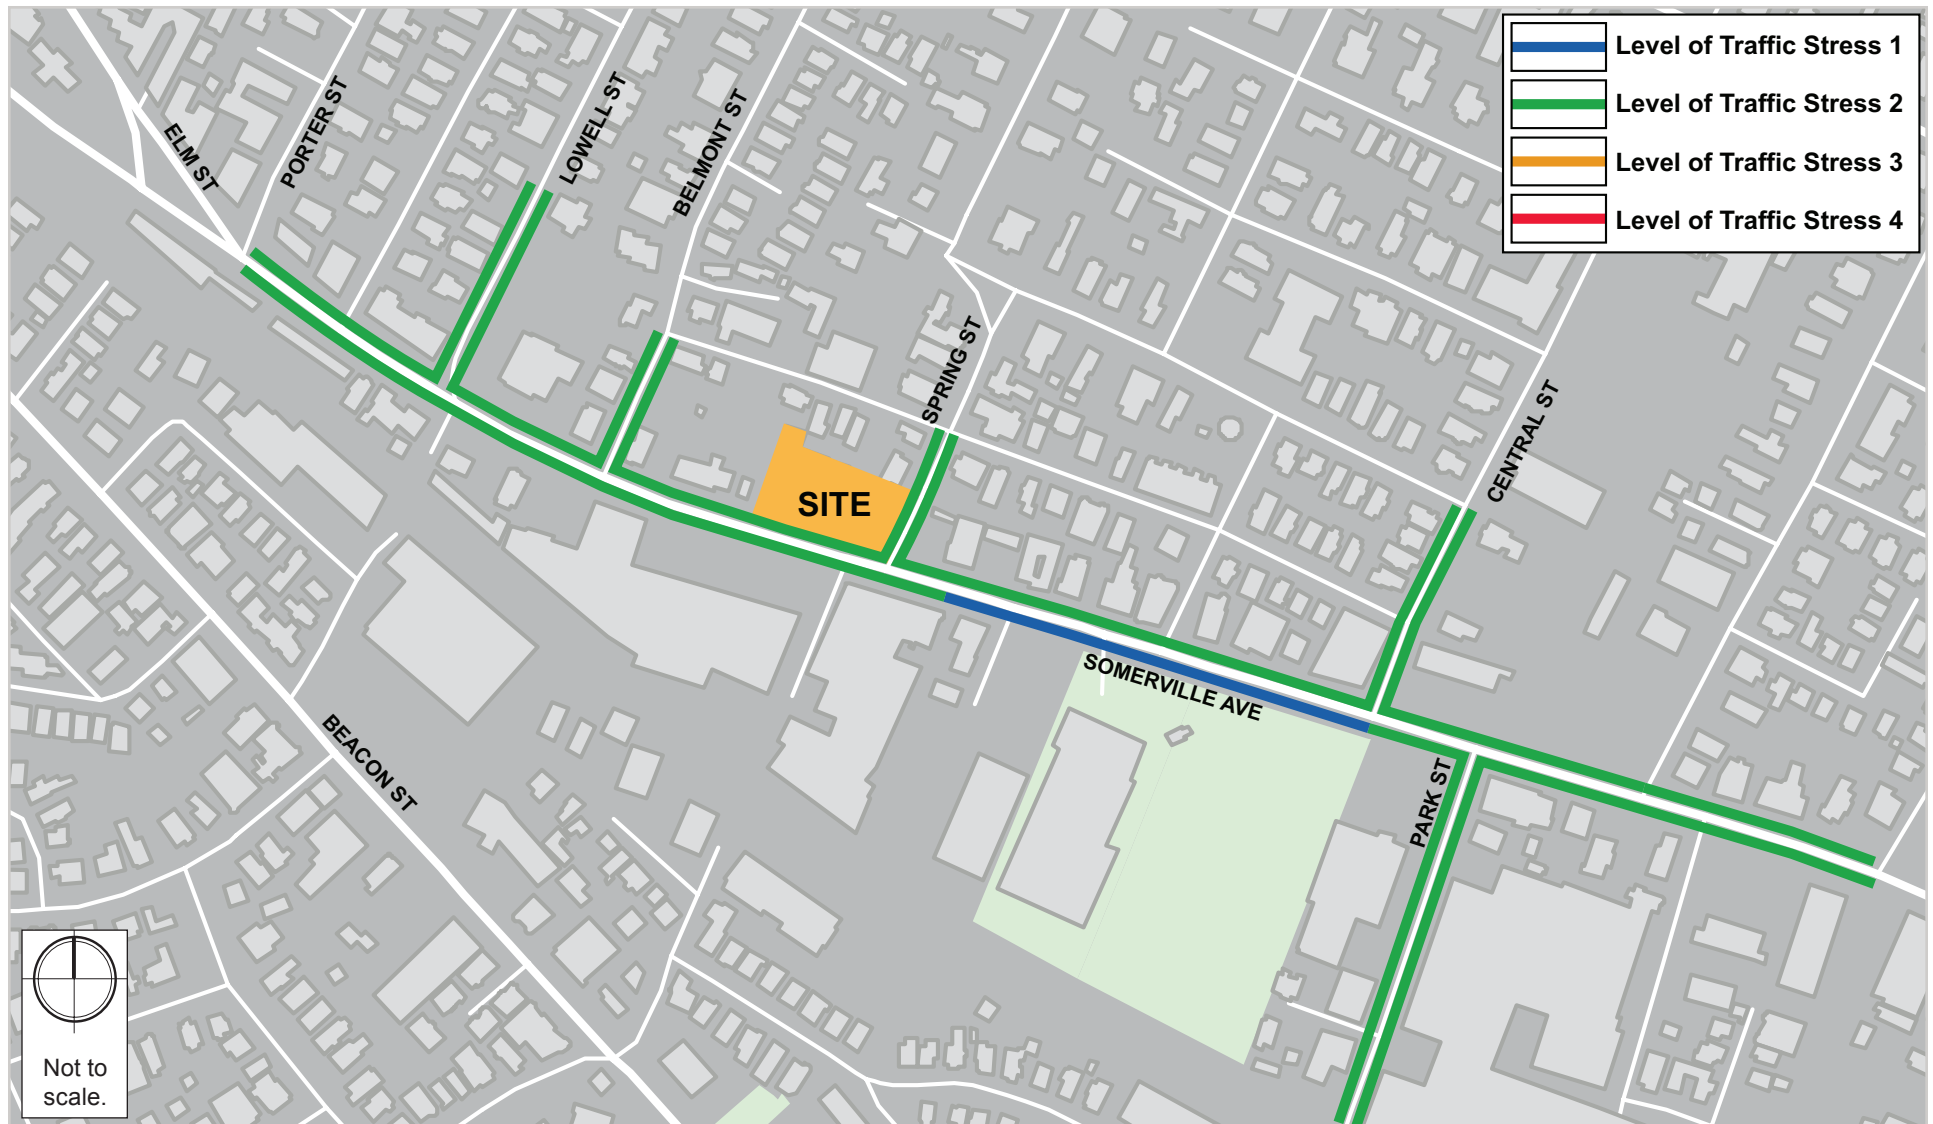 Level of Traffic Stress 1
Level of Traffic Stress 2
Level of Traffic Stress 3
Level of Traffic Stress 4
ELM ST
PORTER ST
LOWELL ST
BELMONT ST
SPRING ST
CENTRAL ST
SITE
SOMERVILLE AVE
BEACON ST
PARK ST
Not to
scale.